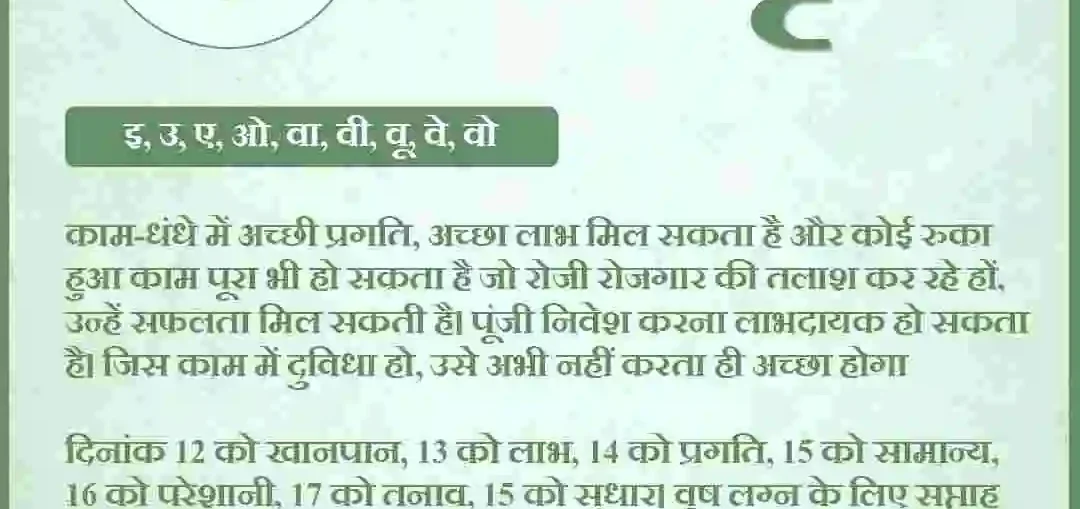 इ, उ, ए, ओ, वा, वी, वू, वे, वो
काम-धंधे में अच्छी प्रगति, अच्छा लाभ मिल सकता है और कोई रुका
हुआ काम पूरा भी हो सकता है जो रोजी रोजगार की तलाश कर रहे हों,
उन्हें सफलता मिल सकती है। पूंजी निवेश करना लाभदायक हो सकता
है। जिस काम में दुविधा हो, उसे अभी नहीं करता ही अच्छा होगा
दिनांक 12 को खानपान, 13 को लाभ, 14 को प्रगति, 15 को सामान्य,
16 को परेशानी, 17 को तनाव, 15 को सुधार। वृष लग्न के लिए सप्ताह